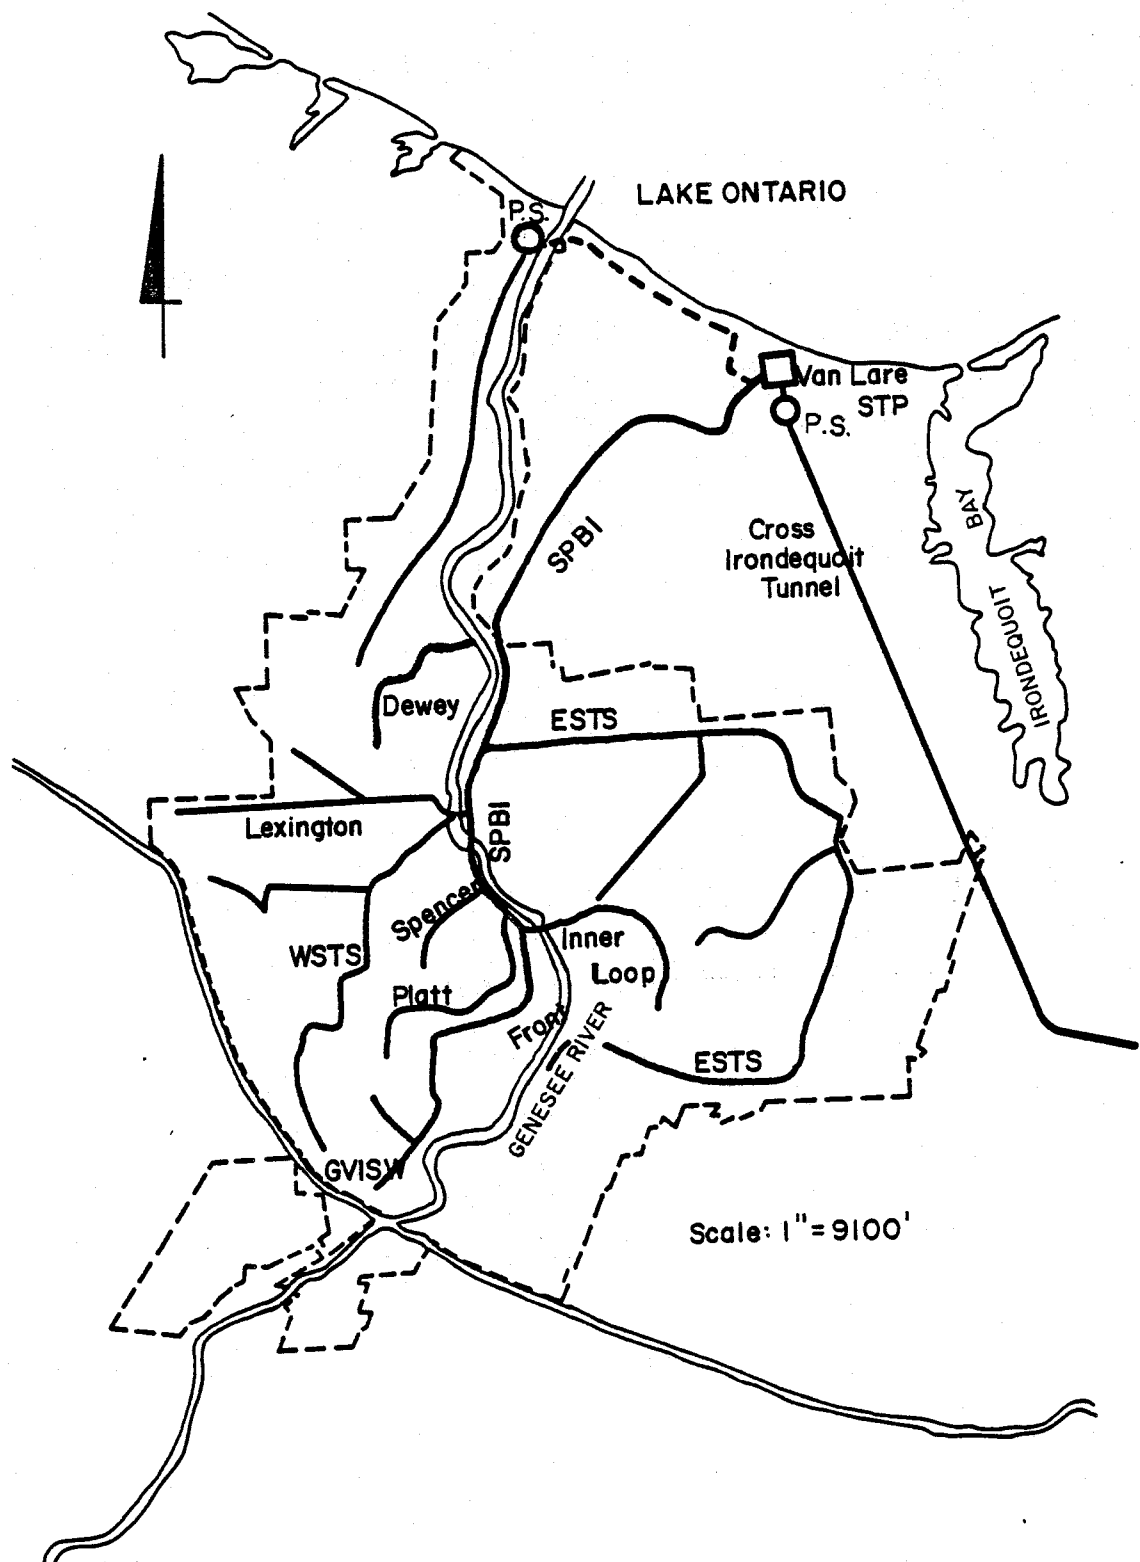 LAKE ONTARIO
P.S.
Van Lare
STP
P.S.
BAY
IRONDEQUOIT
Cross
Irondequoit
Tunnel
SPBI
Dewey
ESTS
Lexington
SPBI
Spencer
WSTS
Inner
Loop
Platt
Front
GENESEE RIVER
ESTS
GVISW
Scale: 1" = 9100'